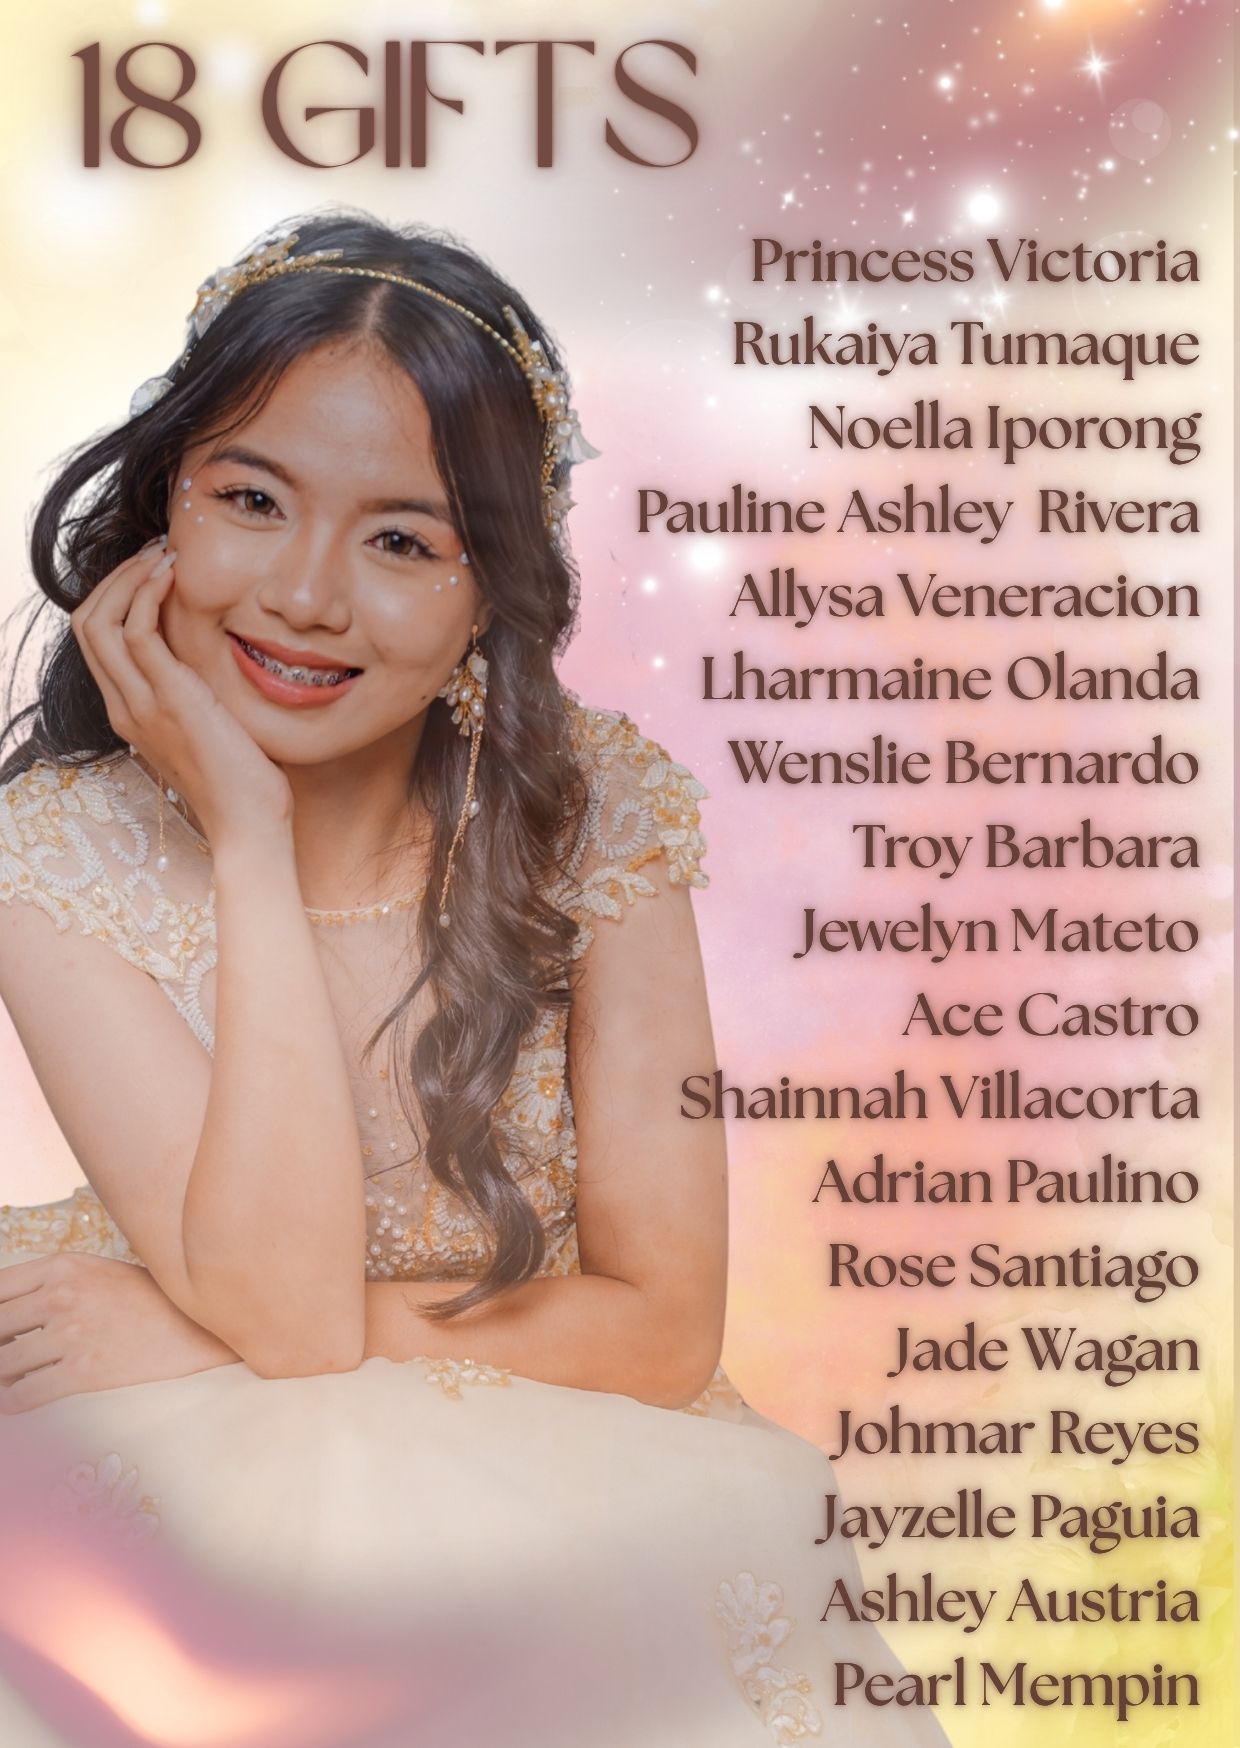 18 GIFTS
Princess Victoria
Rukaiya Tumaque
Noella Iporong
Pauline Ashley Rivera
Allysa Veneracion
Lharmaine Olanda
Wenslie Bernardo
Troy Barbara
Jewelyn Mateto
Ace Castro
Shainnah Villacorta
Adrian Paulino
Rose Santiago
Jade Wagan
Johmar Reyes
Jayzelle Paguia
Ashley Austria
Pearl Mempin